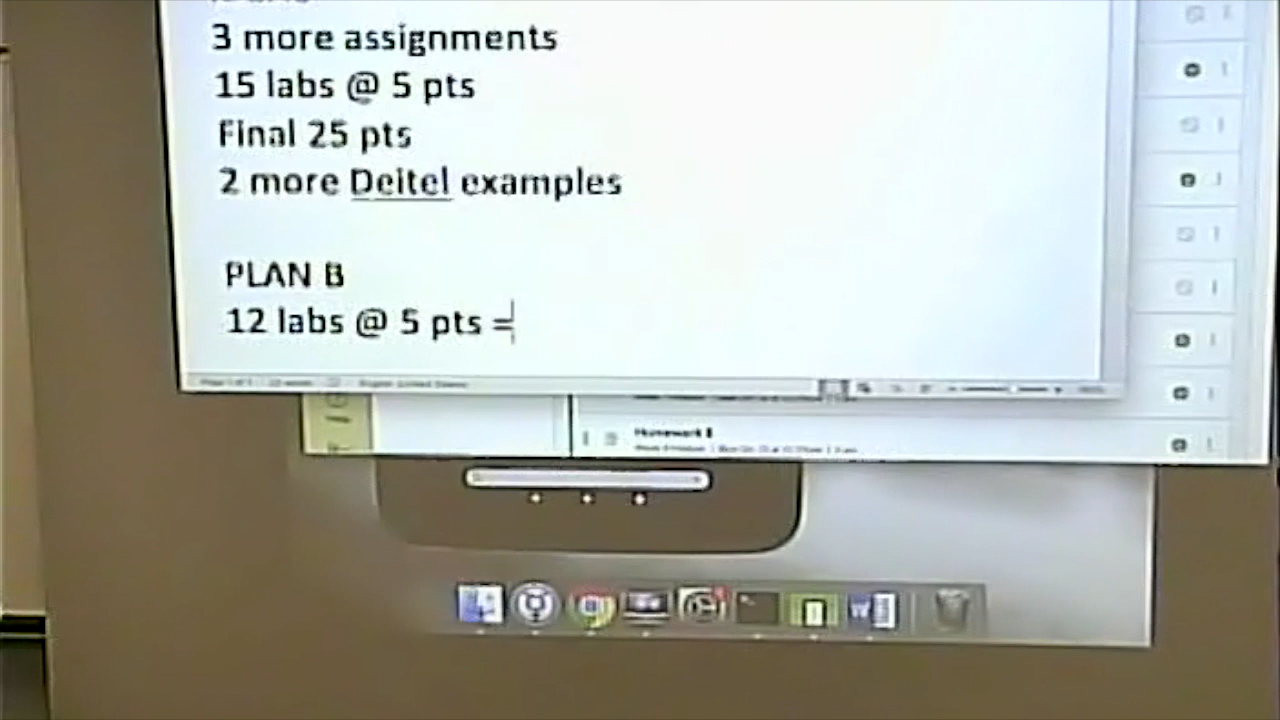 3 more assignments
15 labs @ 5 pts
Final 25 pts
2 more Deitel examples
PLAN B
12 labs @ 5 pts =
Homework 8